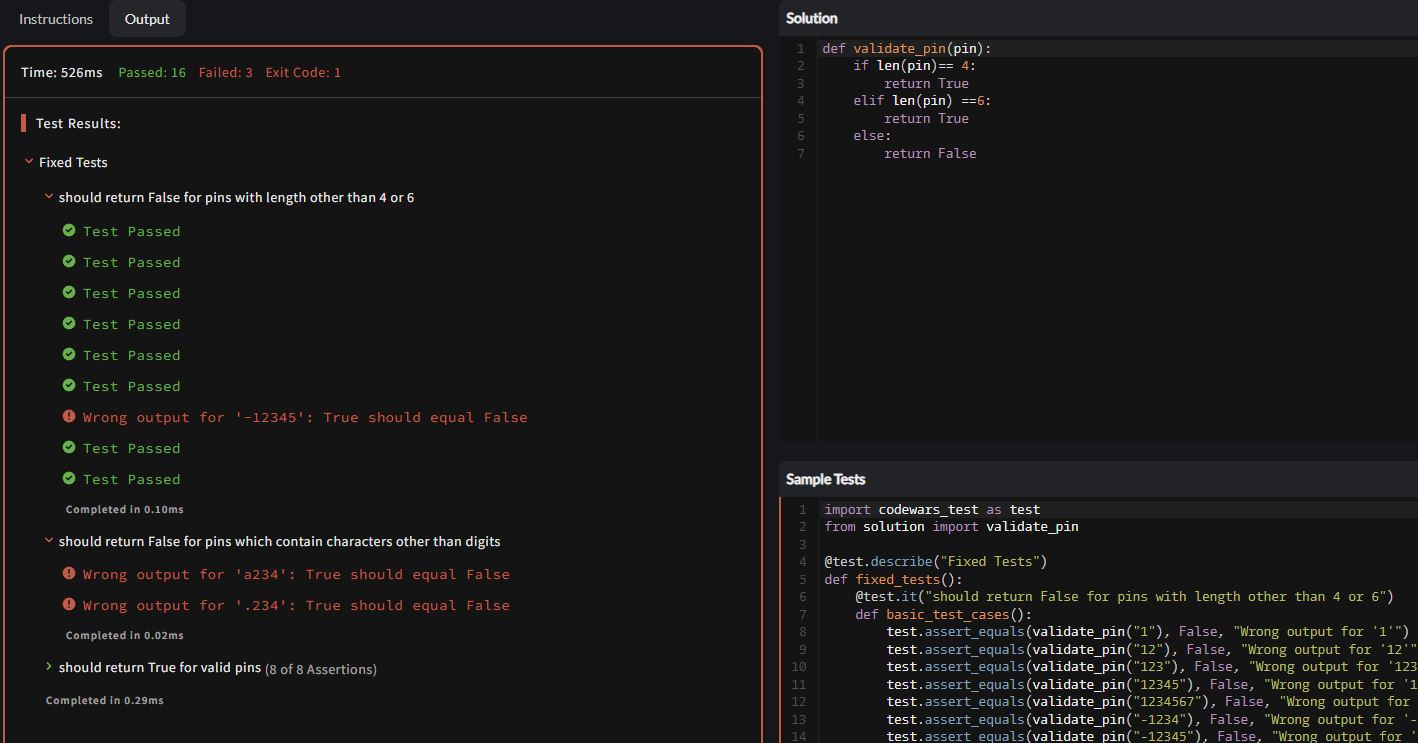 Instructions Output
Time: 526ms Passed: 16 Failed: 3 Exit Code: 1
Test Results:
Fixed Tests
should return False for pins with length other than 4 or 6
Test Passed
Test Passed
Test Passed
Test Passed
Test Passed
Test Passed
Wrong output for '-12345': True should equal False
Test Passed
Test Passed
Completed in 0.10ms
should return False for pins which contain characters other than digits
Wrong output for 'a234': True should equal False
Wrong output for '.234': True should equal False
Completed in 0.02ms
should return True for valid pins (8 of 8 Assertions)
Completed in 0.29ms
Solution
1 def validate_pin(pin):
2 if len(pin)== 4:
3 return True
4 elif len(pin) ==6:
5 return True
6 else:
7 return False
Sample Tests
1 import codewars_test as test
2 from solution import validate_pin
3
4 @test.describe("Fixed Tests")
5 def fixed_tests():
6 @test.it("should return False for pins with length other than 4 or 6")
7 def basic_test_cases():
8 test.assert_equals(validate_pin("1"), False, "Wrong output for '1'")
9 test.assert_equals(validate_pin("12"), False, "Wrong output for '12'"
10 test.assert_equals(validate_pin("123"), False, "Wrong output for '123
11 test.assert_equals(validate_pin("12345"), False, "Wrong output for '1
12 test.assert_equals(validate_pin("1234567"), False, "Wrong output for
13 test.assert_equals(validate_pin("-1234"), False, "Wrong output for '-
14 test.assert_equals(validate_pin("-12345"), False, "Wrong output for '